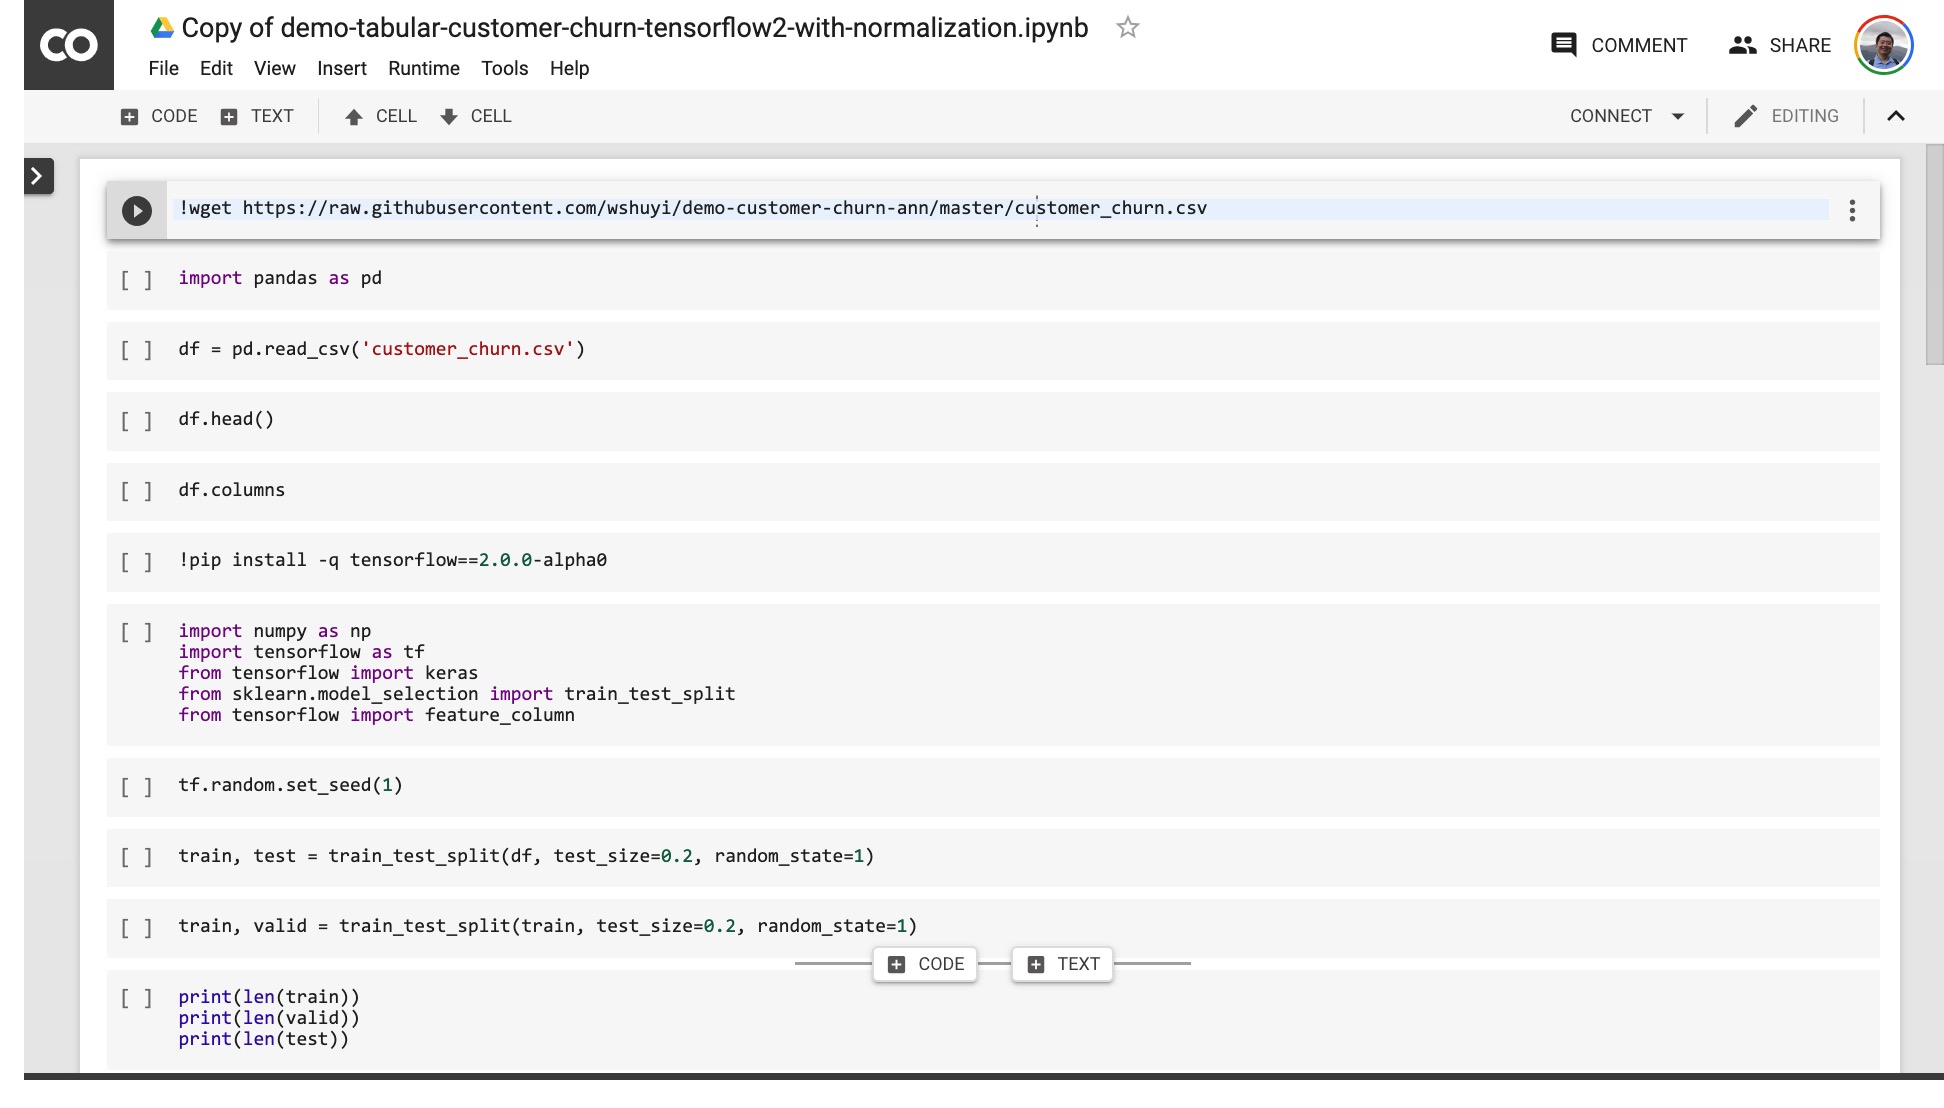 CO
Copy of demo-tabular-customer-churn-tensorflow2-with-normalization.ipynb
COMMENT SHARE
File Edit View Insert Runtime Tools Help
CODE TEXT CELL CELL CONNECT EDITING
!wget https://raw.githubusercontent.com/wshuyi/demo-customer-churn-ann/master/customer_churn.csv
[ ] import pandas as pd
[ ] df = pd.read_csv('customer_churn.csv')
[ ] df.head()
[ ] df.columns
[ ] !pip install -q tensorflow==2.0.0-alpha0
[ ] import numpy as np
import tensorflow as tf
from tensorflow import keras
from sklearn.model_selection import train_test_split
from tensorflow import feature_column
[ ] tf.random.set_seed(1)
[ ] train, test = train_test_split(df, test_size=0.2, random_state=1)
[ ] train, valid = train_test_split(train, test_size=0.2, random_state=1)
CODE TEXT
[ ] print(len(train))
print(len(valid))
print(len(test))